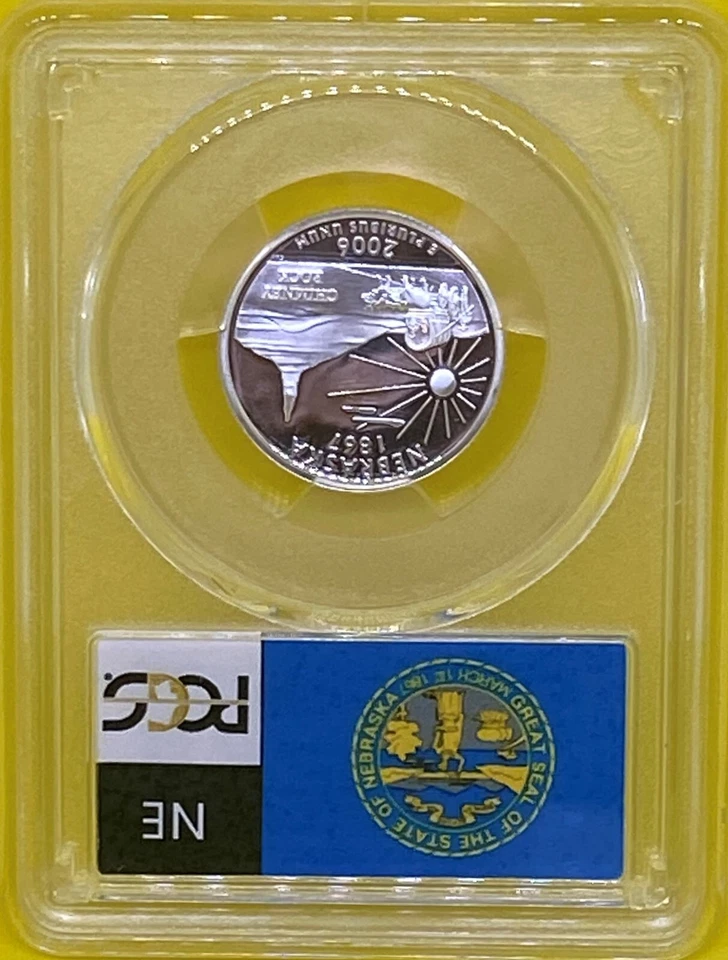 NEBRASKA
1867
CHIMNEY
ROCK
2006
E PLURIBUS UNUM
PCGS
NE
GREAT SEAL OF THE STATE OF NEBRASKA
MARCH 1ST 1867